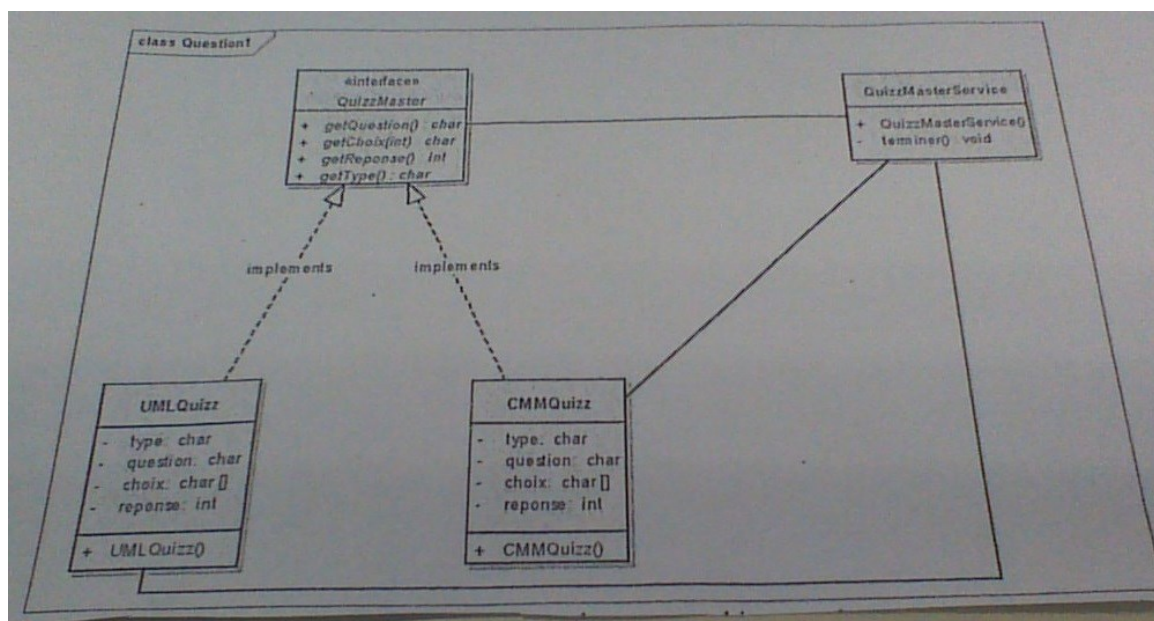 class Question1
«interface»
QuizzMaster
+ getQuestion() : char
+ getChoix(int) : char
+ getReponse() : int
+ getType() : char
QuizzMasterService
+ QuizzMasterService()
- terminer() : void
implements
implements
UMLQuizz
- type: char
- question: char
- choix: char []
- reponse: int
+ UMLQuizz()
CMMQuizz
- type: char
- question: char
- choix: char []
- reponse: int
+ CMMQuizz()